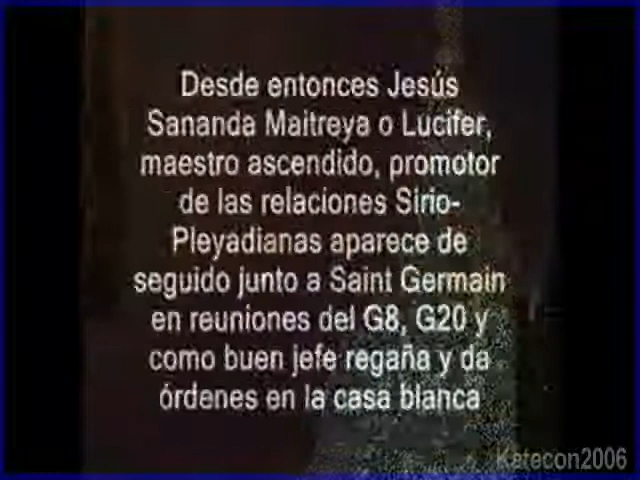 Desde entonces Jesús
Sananda Maitreya o Lucifer,
maestro ascendido, promotor
de las relaciones Sirio-
Pleyadianas aparece de
seguido junto a Saint Germain
en reuniones del G8, G20 y
como buen jefe regaña y da
órdenes en la casa blanca
Katecon2006